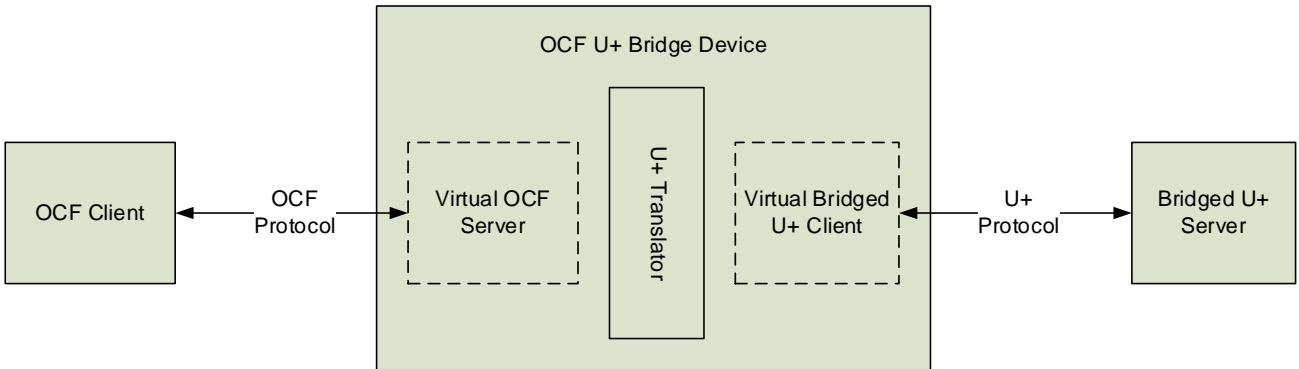 OCF U+ Bridge Device
OCF Client
OCF
Protocol
Virtual OCF
Server
U+ Translator
Virtual Bridged
U+ Client
U+
Protocol
Bridged U+
Server